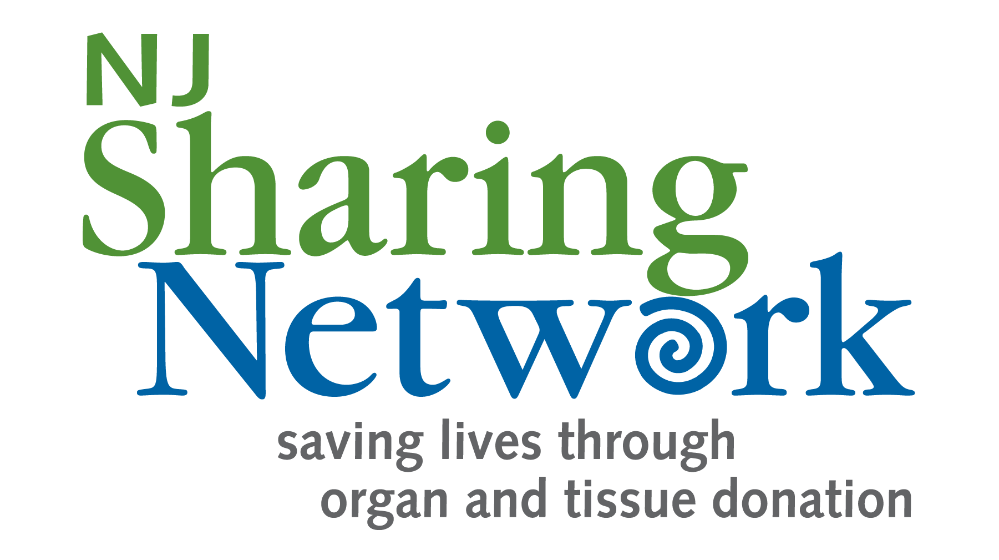 NJ
Sharing
Network
saving lives through
organ and tissue donation